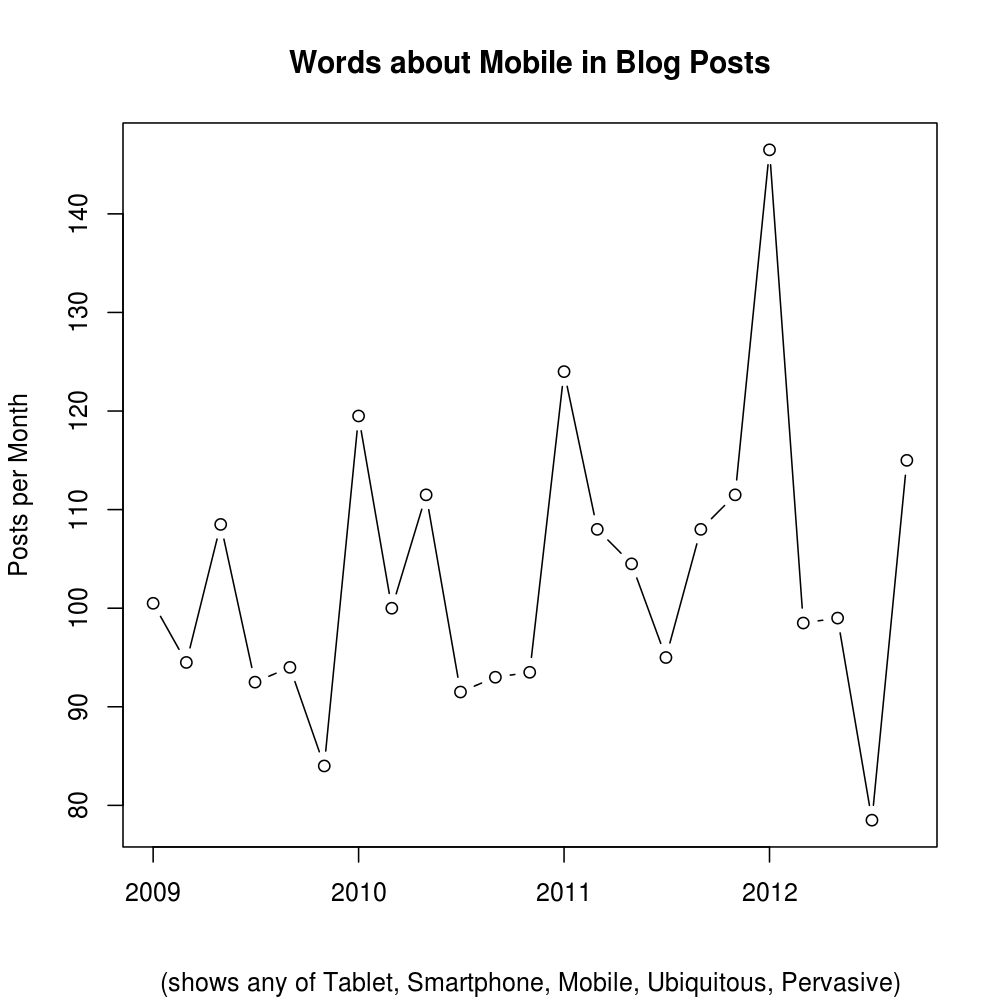 Words about Mobile in Blog Posts
Posts per Month
140
130
120
110
100
90
80
2009 2010 2011 2012
(shows any of Tablet, Smartphone, Mobile, Ubiquitous, Pervasive)